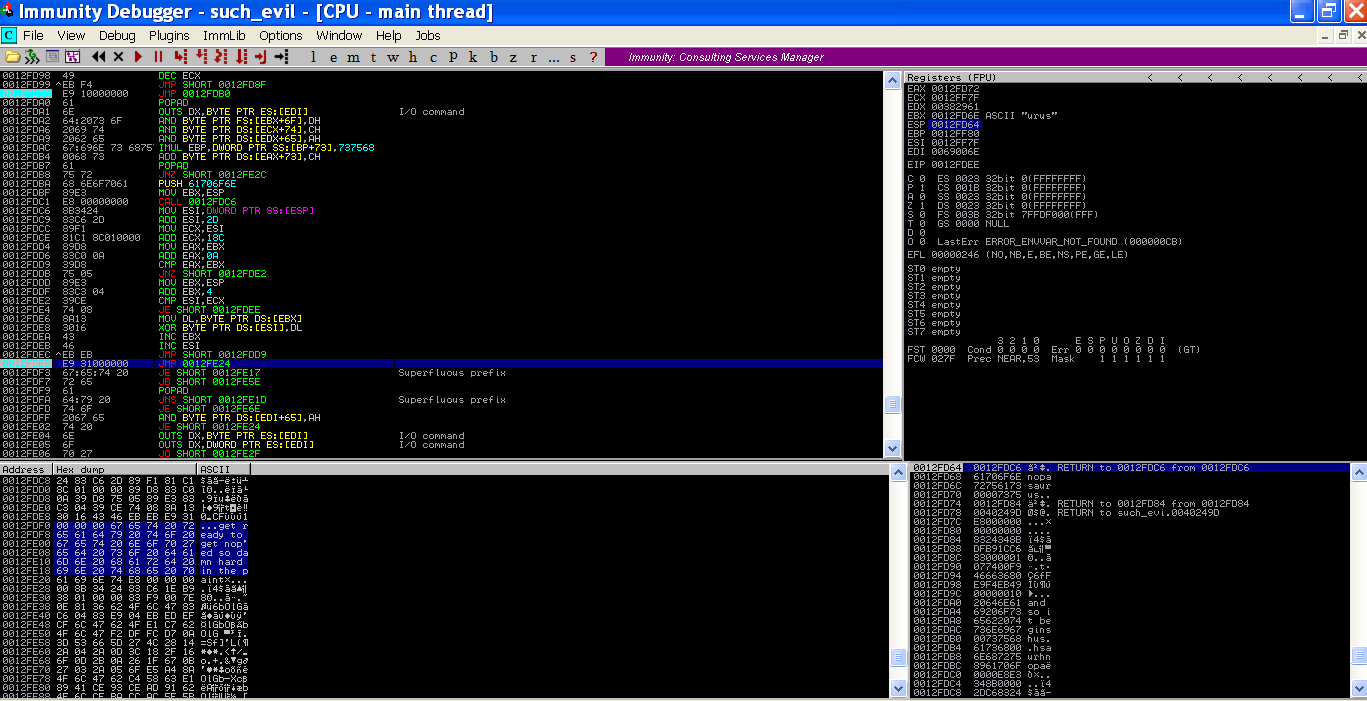 Immunity Debugger - such_evil - [CPU - main thread]
C File View Debug Plugins ImmLib Options Window Help Jobs
l e m t w h c p k b z r ... s ?
Immunity: Consulting Services Manager
0012FD98 49 DEC ECX
0012FD99 ^EB F4 JMP SHORT 0012FD8F
E9 10000000 JMP 0012FDB0
0012FDA0 61 POPAD
0012FDA1 6E OUTS DX,BYTE PTR ES:[EDI] I/O command
0012FDA2 64:2073 6F AND BYTE PTR FS:[EBX+6F],DH
0012FDA6 2069 74 AND BYTE PTR DS:[ECX+74],CH
0012FDA9 2062 65 AND BYTE PTR DS:[EDX+65],AH
0012FDAC 67:696E 73 6875 IMUL EBP,DWORD PTR SS:[BP+73],737568
0012FDB4 0068 73 ADD BYTE PTR DS:[EAX+73],CH
0012FDB7 61 POPAD
0012FDB8 75 72 JNZ SHORT 0012FE2C
0012FDBA 68 6E6F7061 PUSH 61706F6E
0012FDBF 89E3 MOV EBX,ESP
0012FDC1 E8 00000000 CALL 0012FDC6
0012FDC6 8B3424 MOV ESI,DWORD PTR SS:[ESP]
0012FDC9 83C6 2D ADD ESI,2D
0012FDCC 89F1 MOV ECX,ESI
0012FDCE 81C1 8C010000 ADD ECX,18C
0012FDD4 89D8 MOV EAX,EBX
0012FDD6 83C0 0A ADD EAX,0A
0012FDD9 39D8 CMP EAX,EBX
0012FDDB 75 05 JNZ SHORT 0012FDE2
0012FDDD 89E3 MOV EBX,ESP
0012FDDF 83C3 04 ADD EBX,4
0012FDE2 39CE CMP ESI,ECX
0012FDE4 74 08 JE SHORT 0012FDEE
0012FDE6 8A13 MOV DL,BYTE PTR DS:[EBX]
0012FDE8 3016 XOR BYTE PTR DS:[ESI],DL
0012FDEA 43 INC EBX
0012FDEB 46 INC ESI
0012FDEC ^EB EB JMP SHORT 0012FDD9
E9 31000000 JMP 0012FE24
0012FDF3 67:65:74 20 JE SHORT 0012FE17 Superfluous prefix
0012FDF7 72 65 JB SHORT 0012FE5E
0012FDF9 61 POPAD
0012FDFA 64:79 20 JNS SHORT 0012FE1D Superfluous prefix
0012FDFD 74 6F JE SHORT 0012FE6E
0012FDFF 2067 65 AND BYTE PTR DS:[EDI+65],AH
0012FE02 74 20 JE SHORT 0012FE24
0012FE04 6E OUTS DX,BYTE PTR ES:[EDI] I/O command
0012FE05 6F OUTS DX,DWORD PTR ES:[EDI] I/O command
0012FE06 70 27 JO SHORT 0012FE2F
Registers (FPU) < < < < < < < <
EAX 0012FD72
ECX 0012FF7F
EDX 00382961
EBX 0012FD6E ASCII "urus"
ESP 0012FD64
EBP 0012FF80
ESI 0012FF7F
EDI 0069006E
EIP 0012FDEE
C 0 ES 0023 32bit 0(FFFFFFFF)
P 1 CS 001B 32bit 0(FFFFFFFF)
A 0 SS 0023 32bit 0(FFFFFFFF)
Z 1 DS 0023 32bit 0(FFFFFFFF)
S 0 FS 003B 32bit 7FFDF000(FFF)
T 0 GS 0000 NULL
D 0
O 0 LastErr ERROR_ENVVAR_NOT_FOUND (000000CB)
EFL 00000246 (NO,NB,E,BE,NS,PE,GE,LE)
ST0 empty
ST1 empty
ST2 empty
ST3 empty
ST4 empty
ST5 empty
ST6 empty
ST7 empty
3 2 1 0 E S P U O Z D I
FST 0000 Cond 0 0 0 0 Err 0 0 0 0 0 0 0 0 (GT)
FCW 027F Prec NEAR,53 Mask 1 1 1 1 1 1
Address Hex dump ASCII
0012FDC8 24 83 C6 2D 89 F1 81 C1
0012FDD0 8C 01 00 00 89 D8 83 C0
0012FDD8 0A 39 D8 75 05 89 E3 83
0012FDE0 C3 04 39 CE 74 08 8A 13
0012FDE8 30 16 43 46 EB EB E9 31
0012FDF0 00 00 00 67 65 74 20 72 ...get r
0012FDF8 65 61 64 79 20 74 6F 20 eady to
0012FE00 67 65 74 20 6E 6F 70 27 get nop'
0012FE08 65 64 20 73 6F 20 64 61 ed so da
0012FE10 6D 6E 20 68 61 72 64 20 mn hard
0012FE18 69 6E 20 74 68 65 20 70 in the p
0012FE20 61 69 6E 74 E8 00 00 00
0012FE28 00 8B 34 24 83 C6 1E B9
0012FE30 38 01 00 00 83 F9 00 7E
0012FE38 0E 81 36 62 4F 6C 47 83
0012FE40 C6 04 83 E9 04 EB ED EF
0012FE48 CF 6C 47 4F E1 C7 62
0012FE50 4F 6C 47 F2 DF FC D7 0A
0012FE58 3D 53 66 5D 27 4C 28 14
0012FE60 2A 04 2A 0D 3C 18 2F 16
0012FE68 6F 0D 2B 0A 26 1F 67 0B
0012FE70 27 03 2A 05 6F E5 A4 8A
0012FE78 4F 6C 47 62 C4 58 63 E1
0012FE80 89 41 CE 93 CE AD 91 62
0012FD64 0012FDC6 RETURN to 0012FDC6 from 0012FDC6
0012FD68 61706F6E nopa
0012FD6C 72756173 saur
0012FD70 00007375 us..
0012FD74 0012FD84 RETURN to 0012FD84 from 0012FD84
0012FD78 0040249D RETURN to such_evi.0040249D
0012FD7C E8000000
0012FD80 00000000 ....
0012FD84 8324348B
0012FD88 DFB91CC6
0012FD8C 83000001
0012FD90 077400F9
0012FD94 46663680
0012FD98 E9F4EB49
0012FD9C 00000010
0012FDA0 20646E61 and
0012FDA4 69206F73 so i
0012FDA8 65622074 t be
0012FDAC 736E6967 gins
0012FDB0 00737568 hus.
0012FDB4 61736800 .hsa
0012FDB8 6E687275 urhn
0012FDBC 8961706F
0012FDC0 0000E8E3
0012FDC4 348B0000
0012FDC8 2DC68324